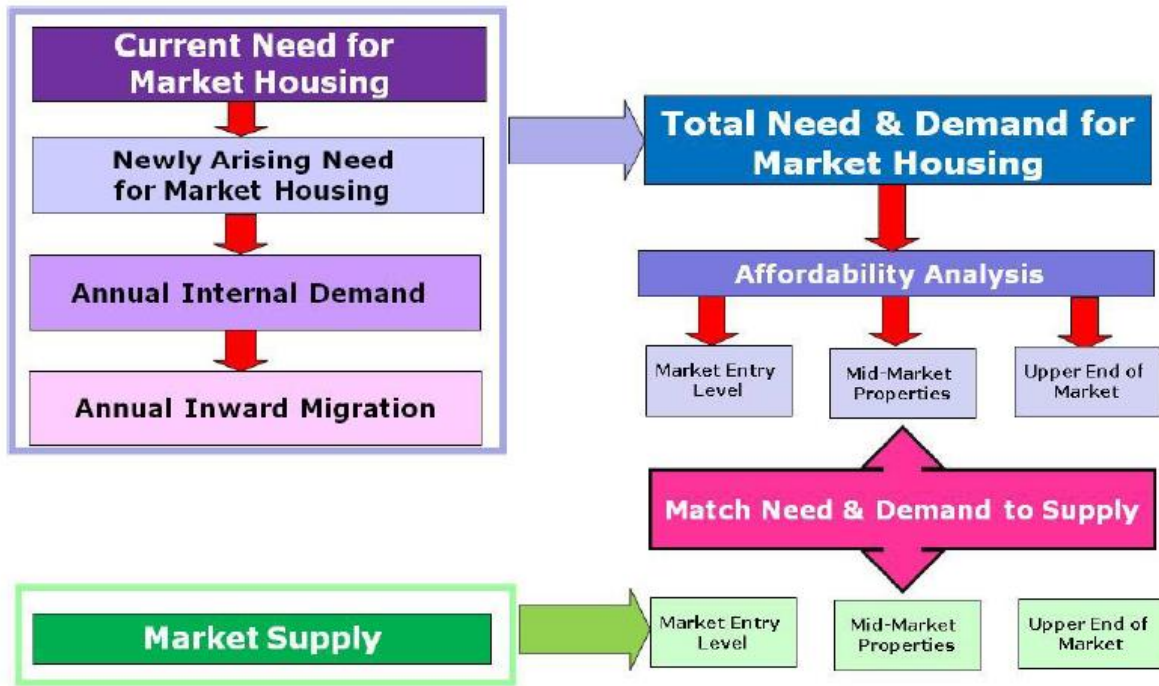 Current Need for
Market Housing
Newly Arising Need
for Market Housing
Annual Internal Demand
Annual Inward Migration
Total Need & Demand for
Market Housing
Affordability Analysis
Market Entry
Level
Mid-Market
Properties
Upper End of
Market
Match Need & Demand to Supply
Market Supply
Market Entry
Level
Mid-Market
Properties
Upper End of
Market